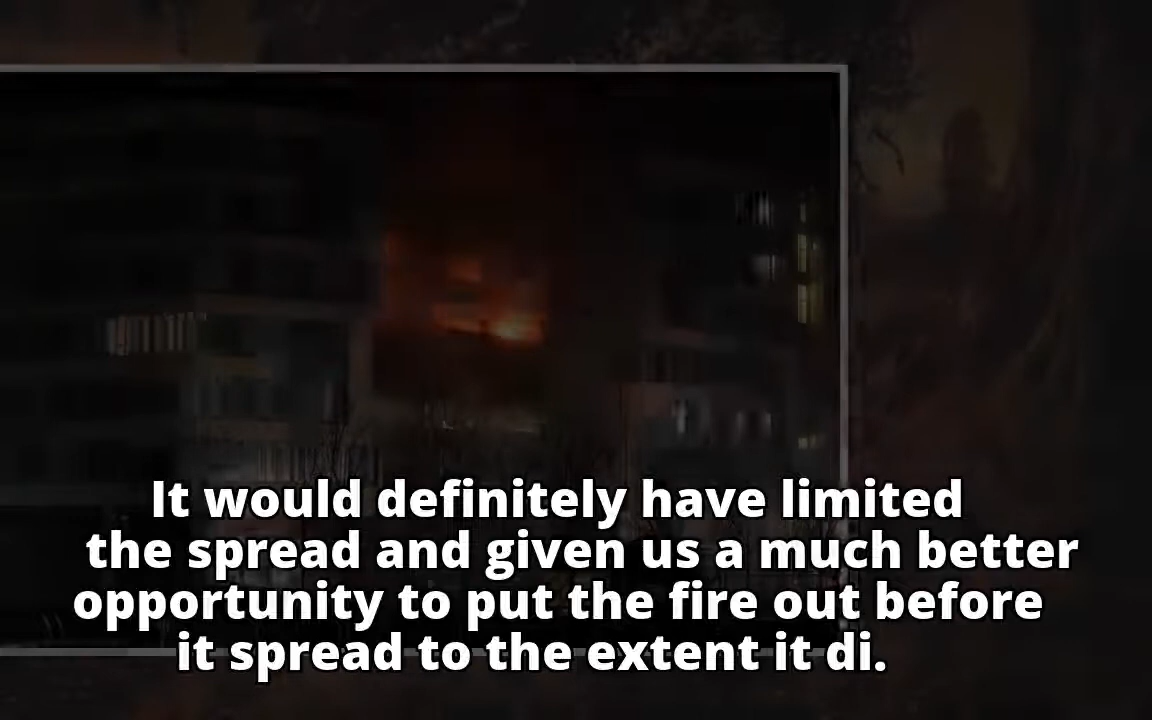 It would definitely have limited
the spread and given us a much better
opportunity to put the fire out before
it spread to the extent it di.